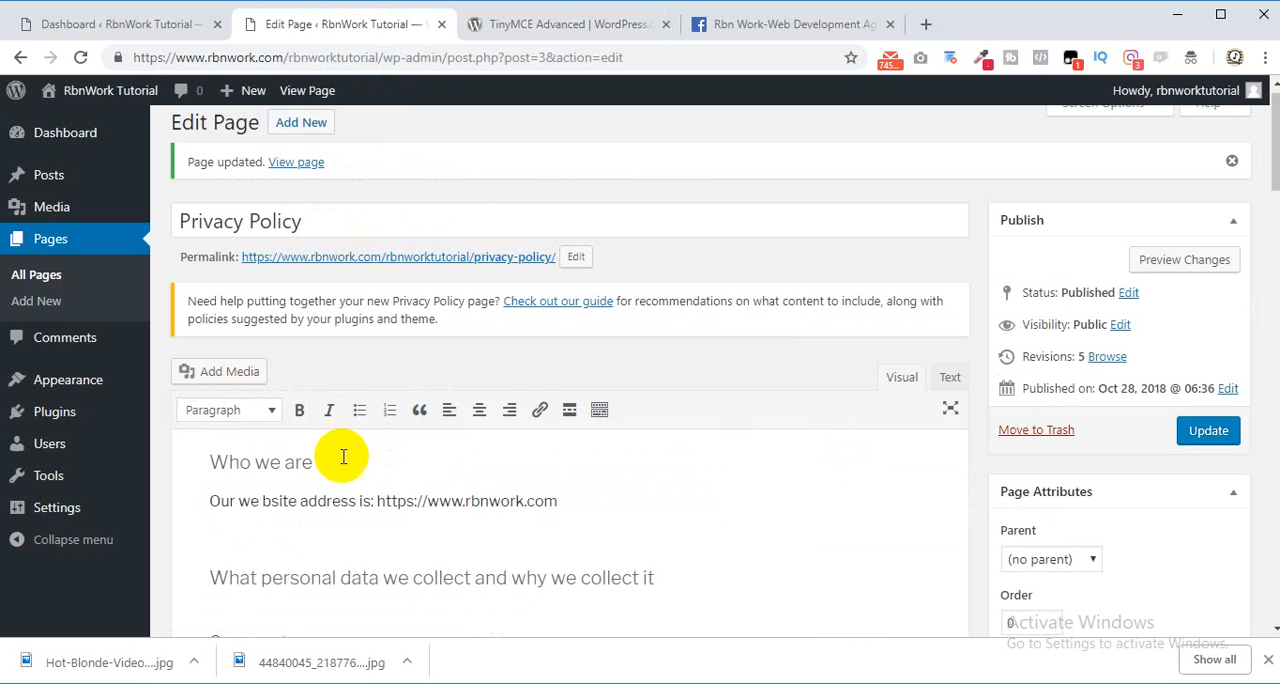 Dashboard ‹ RbnWork Tutorial —
Edit Page ‹ RbnWork Tutorial —
TinyMCE Advanced | WordPress.
Rbn Work-Web Development Ag
https://www.rbnwork.com/rbnworktutorial/wp-admin/post.php?post=3&action=edit
745...
1
3
RbnWork Tutorial
0
New
View Page
Howdy, rbnworktutorial
Dashboard
Posts
Media
Pages
All Pages
Add New
Comments
Appearance
Plugins
Users
Tools
Settings
Collapse menu
Edit Page
Add New
Screen Options
Help
Page updated. View page
Privacy Policy
Permalink: https://www.rbnwork.com/rbnworktutorial/privacy-policy/
Edit
Need help putting together your new Privacy Policy page? Check out our guide for recommendations on what content to include, along with
policies suggested by your plugins and theme.
Add Media
Visual
Text
Paragraph
B
I
Who we are
Our we bsite address is: https://www.rbnwork.com
What personal data we collect and why we collect it
Publish
Preview Changes
Status: Published Edit
Visibility: Public Edit
Revisions: 5 Browse
Published on: Oct 28, 2018 @ 06:36 Edit
Move to Trash
Update
Page Attributes
Parent
(no parent)
Order
0
Activate Windows
Go to Settings to activate Windows.
Hot-Blonde-Video....jpg
44840045_218776...jpg
Show all